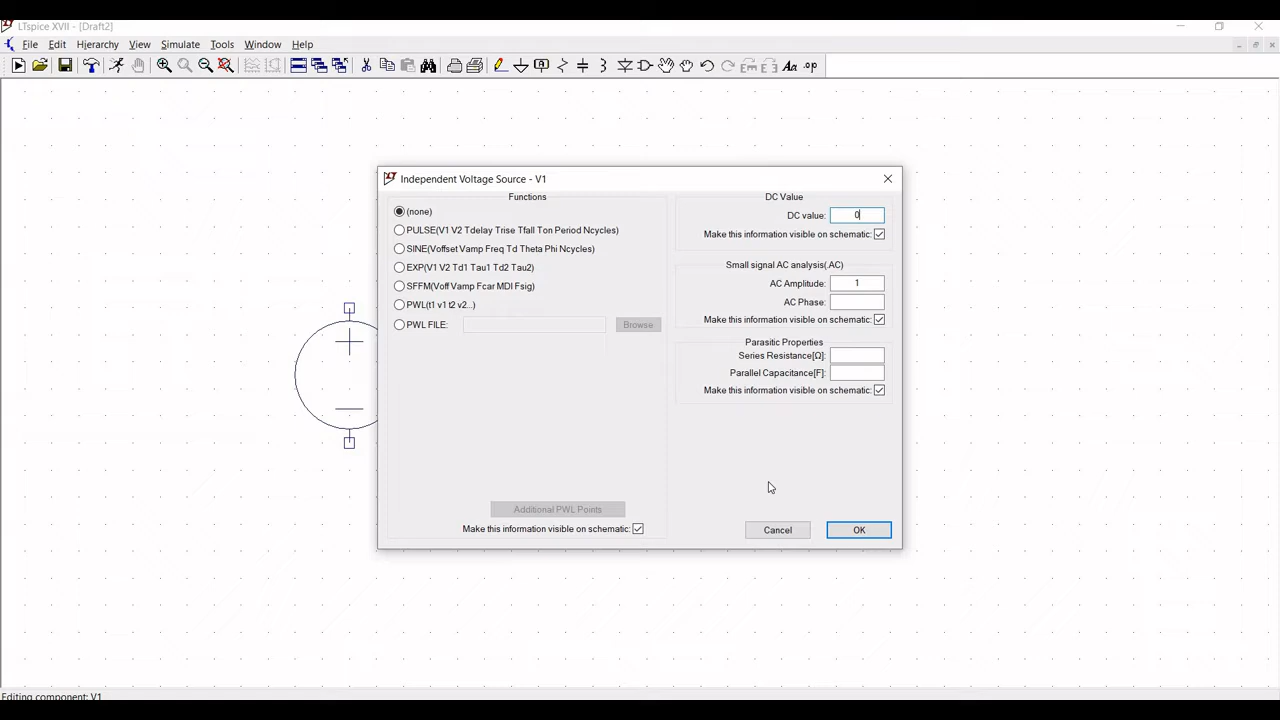 LTspice XVII - [Draft2]
File Edit Hierarchy View Simulate Tools Window Help
Aa .op
Independent Voltage Source - V1
Functions
(none)
PULSE(V1 V2 Tdelay Trise Tfall Ton Period Ncycles)
SINE(Voffset Vamp Freq Td Theta Phi Ncycles)
EXP(V1 V2 Td1 Tau1 Td2 Tau2)
SFFM(Voff Vamp Fcar MDI Fsig)
PWL(t1 v1 t2 v2...)
PWL FILE: Browse
Additional PWL Points
Make this information visible on schematic:
DC Value
DC value: 0
Make this information visible on schematic:
Small signal AC analysis(.AC)
AC Amplitude: 1
AC Phase:
Make this information visible on schematic:
Parasitic Properties
Series Resistance[Ω]:
Parallel Capacitance[F]:
Make this information visible on schematic:
Cancel OK
Editing component: V1